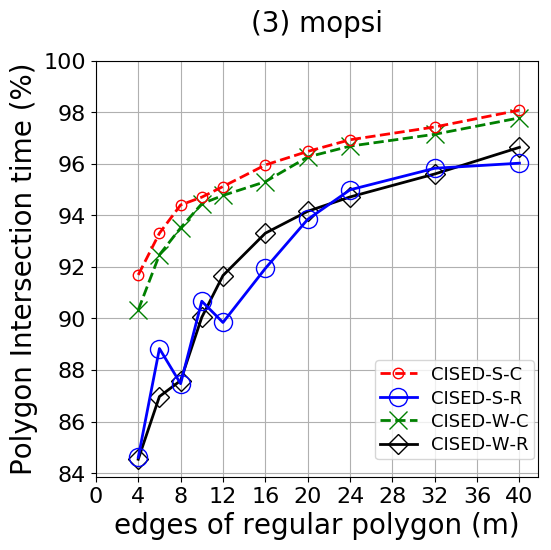 (3) mopsi
Polygon Intersection time (%)
100
98
96
94
92
90
88
86
84
CISED-S-C
CISED-S-R
CISED-W-C
CISED-W-R
0 4 8 12 16 20 24 28 32 36 40
edges of regular polygon (m)